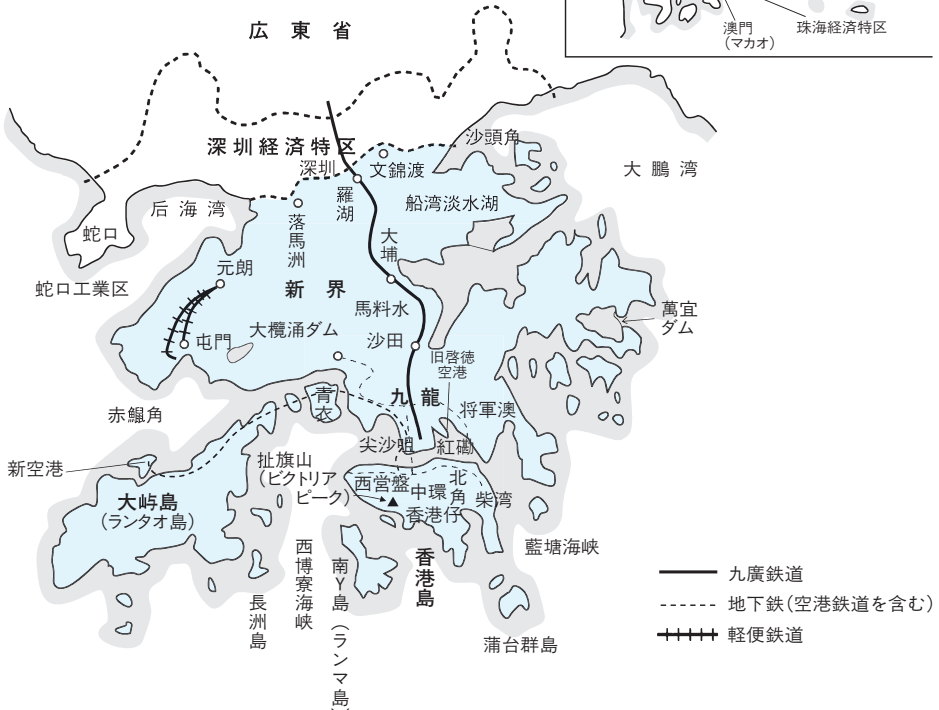 広東省
澳門
（マカオ）
珠海経済特区
深圳経済特区
沙頭角
深圳
文錦渡
大鵬湾
羅湖
船湾淡水湖
后海湾
落馬洲
大埔
蛇口
元朗
蛇口工業区
新界
馬料水
萬宜
ダム
大欖涌ダム
屯門
沙田
旧啓徳
空港
青衣
九龍
将軍澳
赤鱲角
尖沙咀
紅磡
新空港
扯旗山
（ビクトリア
ピーク）
西営盤
中環
北角
柴湾
香港仔
大屿島
（ランタオ島）
藍塘海峡
西博寮海峡
南Y島（ランマ島）
香港島
長洲島
蒲台群島
九廣鉄道
地下鉄（空港鉄道を含む）
軽便鉄道